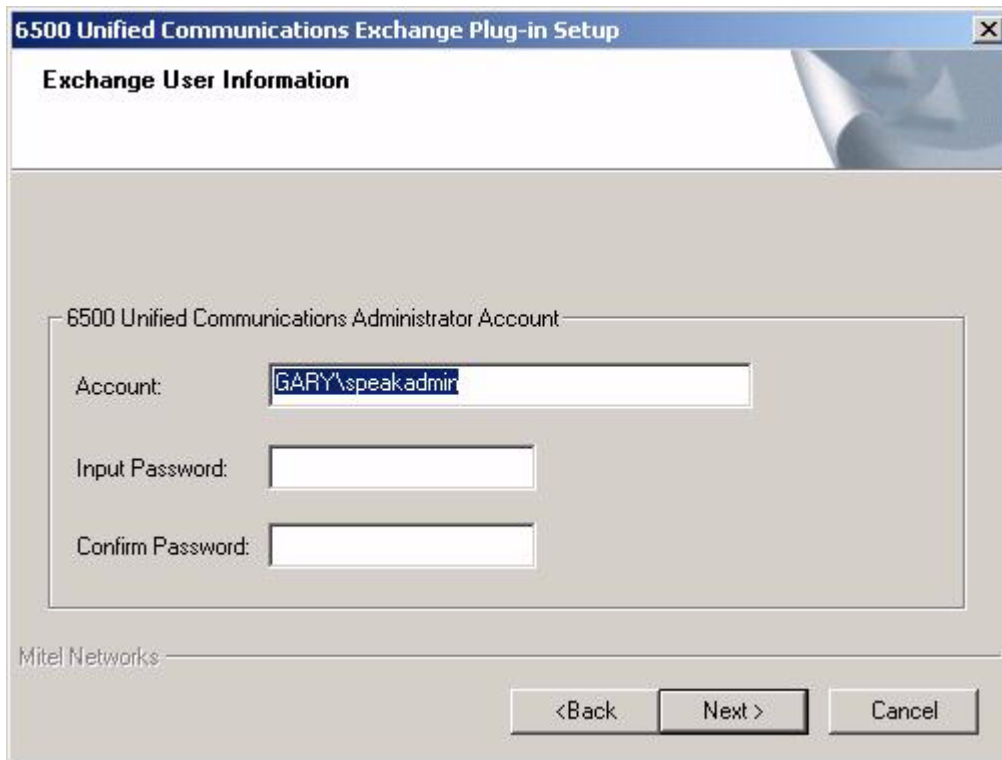 6500 Unified Communications Exchange Plug-in Setup
Exchange User Information
6500 Unified Communications Administrator Account
Account: GARY\speakadmin
Input Password:
Confirm Password:
Mitel Networks
<Back Next > Cancel